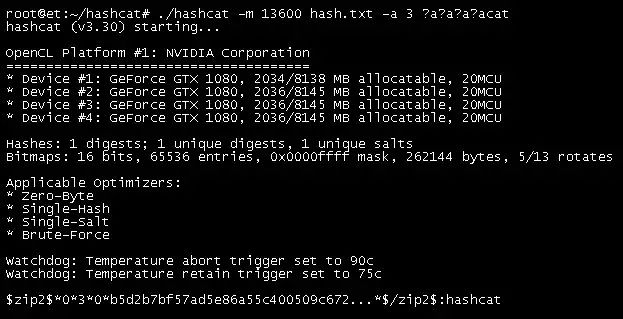 root@et:~/hashcat# ./hashcat -m 13600 hash.txt -a 3 ?a?a?a?acat
hashcat (v3.30) starting...
OpenCL Platform #1: NVIDIA Corporation
======================================
* Device #1: GeForce GTX 1080, 2034/8138 MB allocatable, 20MCU
* Device #2: GeForce GTX 1080, 2036/8145 MB allocatable, 20MCU
* Device #3: GeForce GTX 1080, 2036/8145 MB allocatable, 20MCU
* Device #4: GeForce GTX 1080, 2036/8145 MB allocatable, 20MCU
Hashes: 1 digests; 1 unique digests, 1 unique salts
Bitmaps: 16 bits, 65536 entries, 0x0000ffff mask, 262144 bytes, 5/13 rotates
Applicable Optimizers:
* Zero-Byte
* Single-Hash
* Single-Salt
* Brute-Force
Watchdog: Temperature abort trigger set to 90c
Watchdog: Temperature retain trigger set to 75c
$zip2$*0*3*0*b5d2b7bf57ad5e86a55c400509c672...*$/zip2$:hashcat